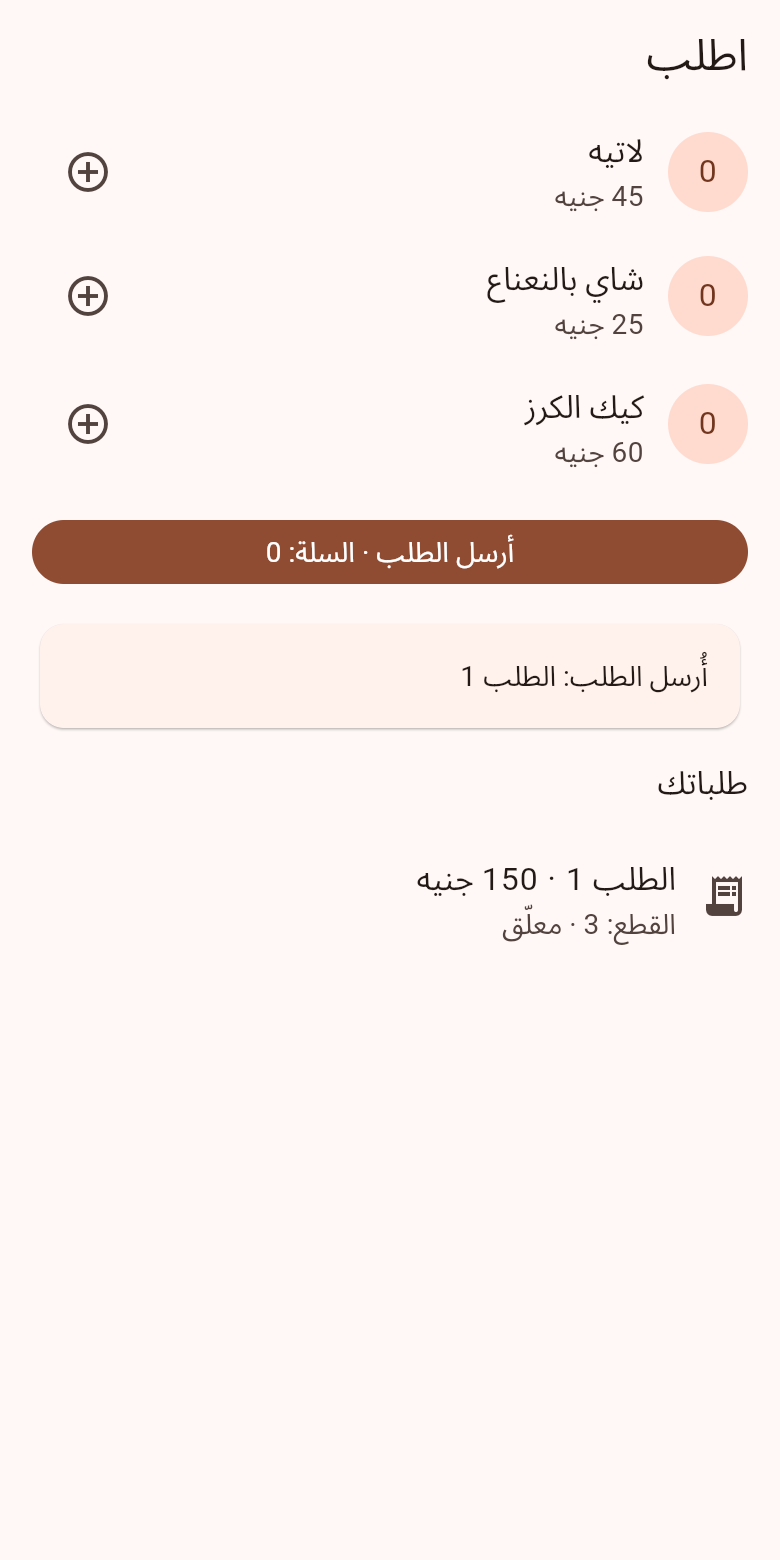 اطلب
0
لاتيه
45 جنيه
0
شاي بالنعناع
25 جنيه
0
كيك الكرز
60 جنيه
أرسل الطلب · السلة: 0
أُرسل الطلب: الطلب 1
طلباتك
الطلب 1 · 150 جنيه
القطع: 3 · معلّق